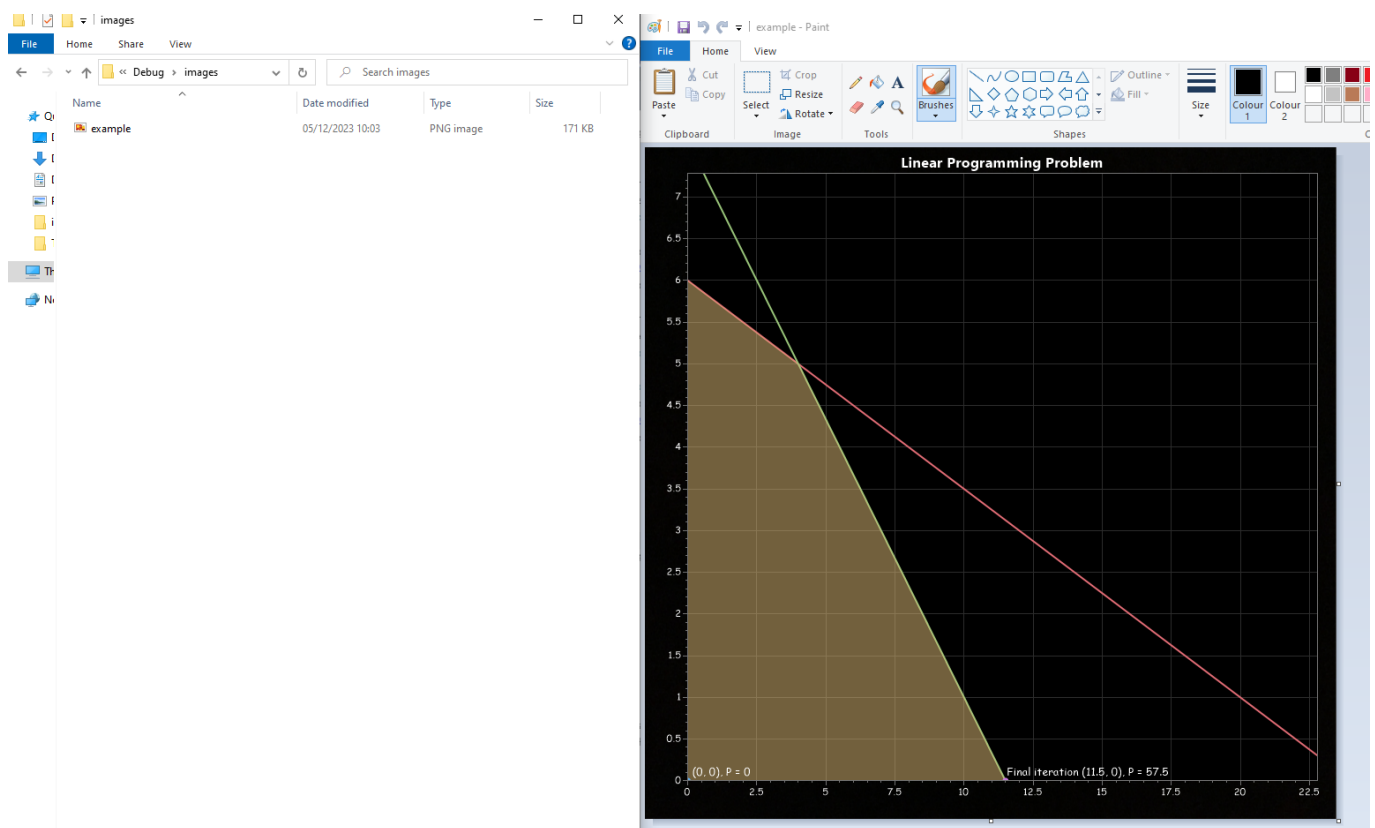 images
File Home Share View
« Debug › images
Search images
Name Date modified Type Size
example 05/12/2023 10:03 PNG image 171 KB
example - Paint
File Home View
Paste
Cut
Copy
Clipboard
Select
Crop
Resize
Rotate
Image
Tools
Brushes
Shapes
Outline
Fill
Size
Colour 1
Colour 2
Linear Programming Problem
7
6.5
6
5.5
5
4.5
4
3.5
3
2.5
2
1.5
1
0.5
0
(0, 0), P = 0
Final iteration (11.5, 0), P = 57.5
0 2.5 5 7.5 10 12.5 15 17.5 20 22.5